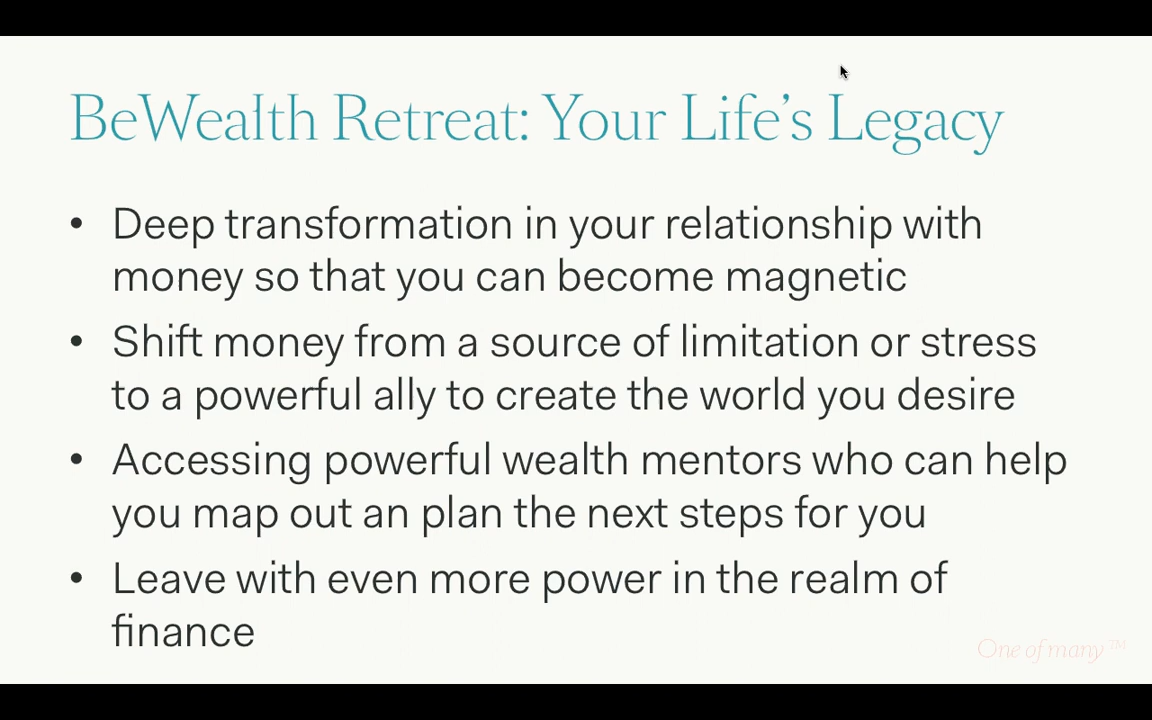 BeWealth Retreat: Your Life’s Legacy
• Deep transformation in your relationship with
money so that you can become magnetic
• Shift money from a source of limitation or stress
to a powerful ally to create the world you desire
• Accessing powerful wealth mentors who can help
you map out an plan the next steps for you
• Leave with even more power in the realm of
finance
One of many ™